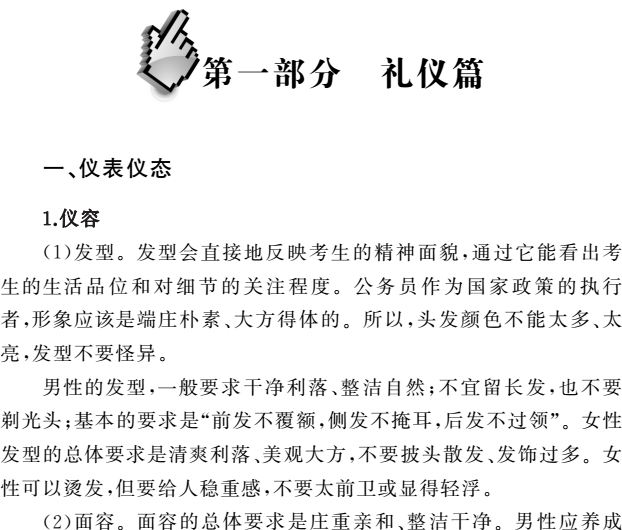 第一部分　礼仪篇
一、仪表仪态
1.仪容
(1)发型。发型会直接地反映考生的精神面貌,通过它能看出考
生的生活品位和对细节的关注程度。公务员作为国家政策的执行
者,形象应该是端庄朴素、大方得体的。所以,头发颜色不能太多、太
亮,发型不要怪异。
男性的发型,一般要求干净利落、整洁自然;不宜留长发,也不要
剃光头;基本的要求是“前发不覆额,侧发不掩耳,后发不过领”。女性
发型的总体要求是清爽利落、美观大方,不要披头散发、发饰过多。女
性可以烫发,但要给人稳重感,不要太前卫或显得轻浮。
(2)面容。面容的总体要求是庄重亲和、整洁干净。男性应养成